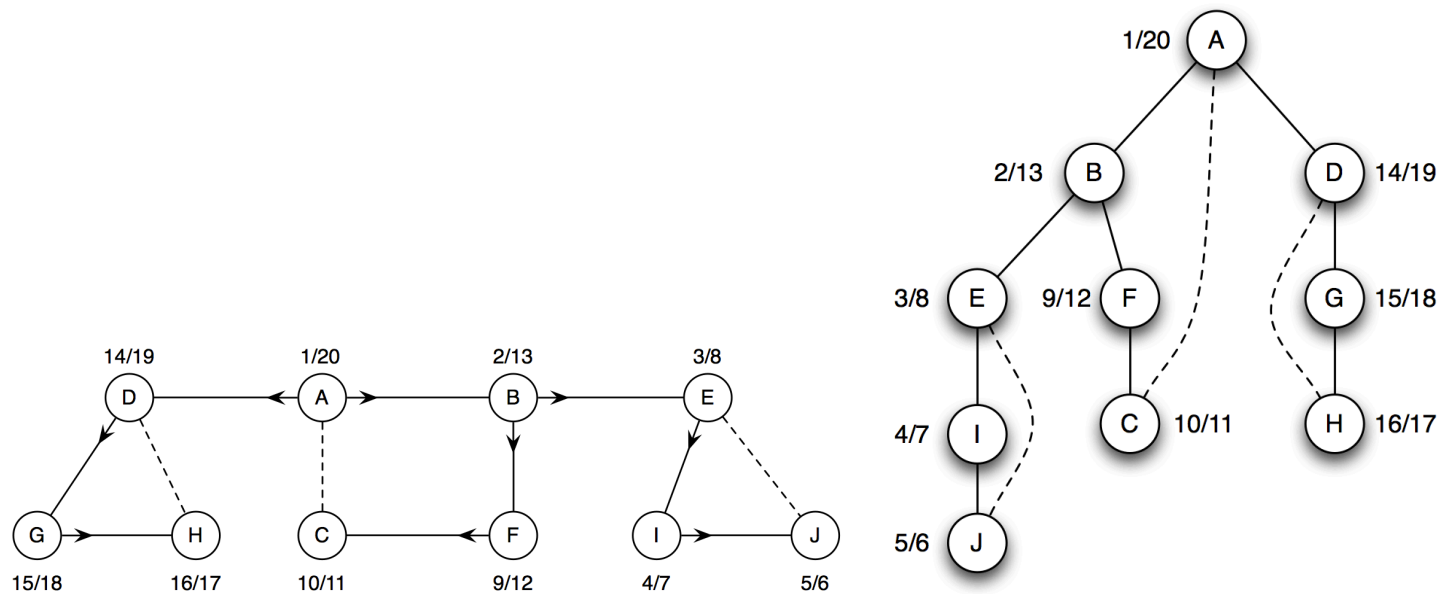 14/19
1/20
2/13
3/8
D
A
B
E
G
H
C
F
I
J
15/18
16/17
10/11
9/12
4/7
5/6
1/20 A
2/13 B
D 14/19
3/8 E
9/12 F
G 15/18
4/7 I
C 10/11
H 16/17
5/6 J